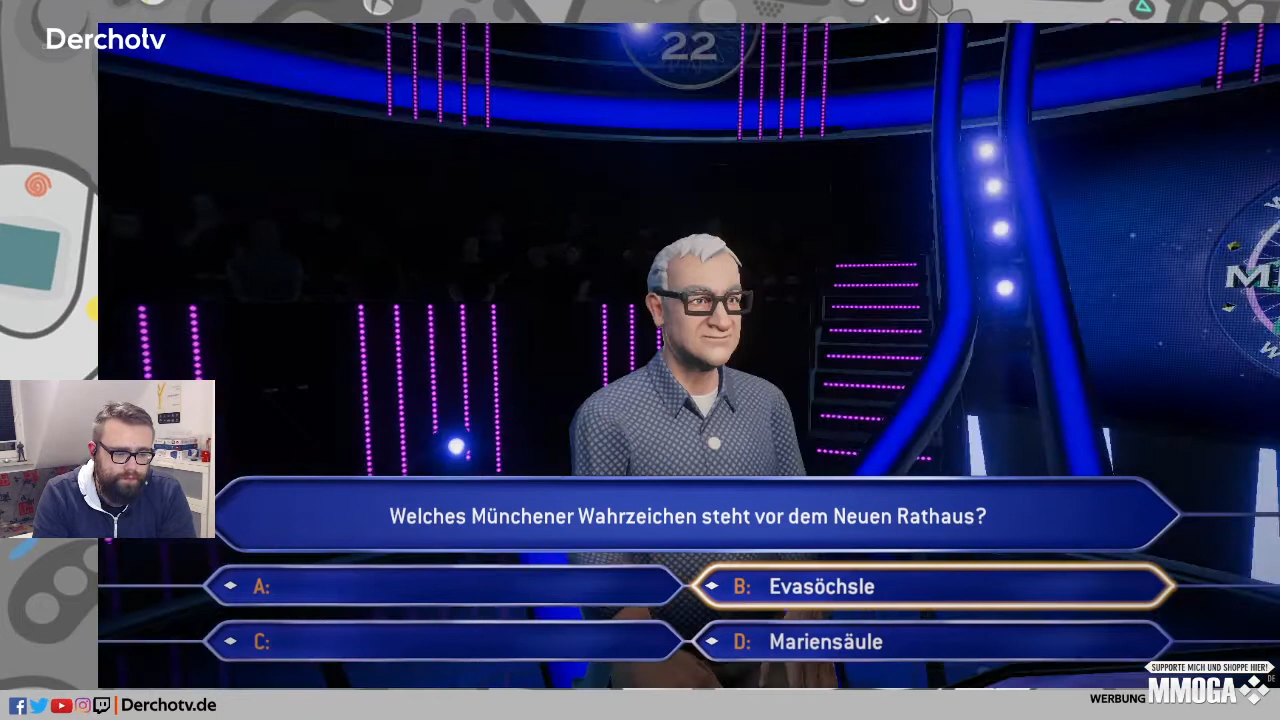 Derchotv
22
M
Welches Münchener Wahrzeichen steht vor dem Neuen Rathaus?
A:
B: Evasöchsle
C:
D: Mariensäule
SUPPORTE MICH UND SHOPPE HIER!
WERBUNG MMOGA .DE
Derchotv.de